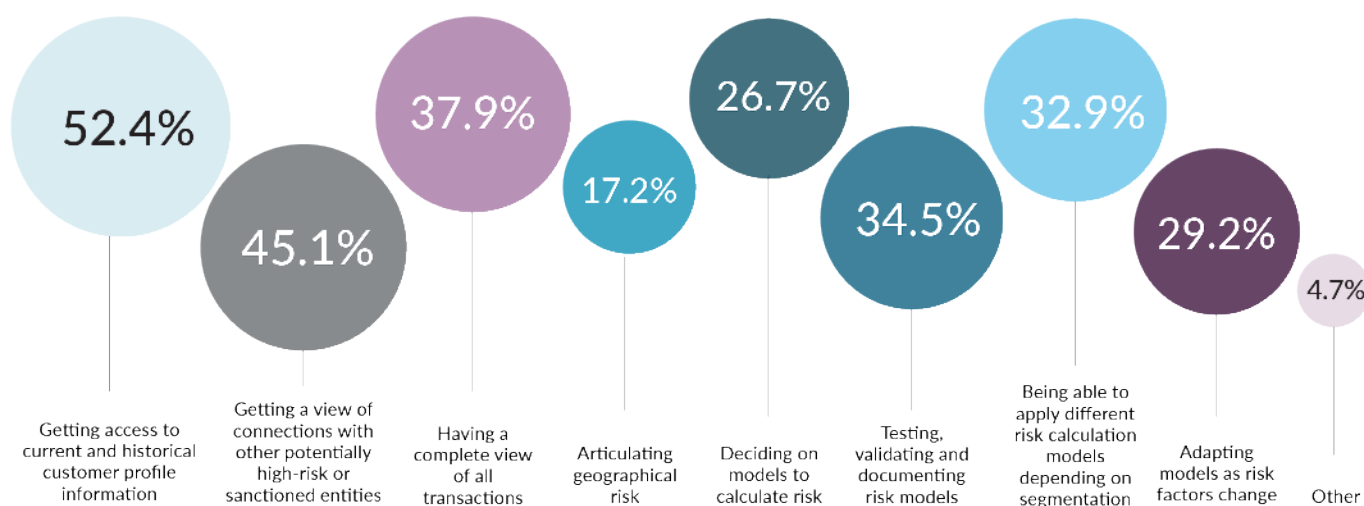 52.4%
45.1%
37.9%
17.2%
26.7%
34.5%
32.9%
29.2%
4.7%
Getting access to
current and historical
customer profile
information
Getting a view of
connections with
other potentially
high-risk or
sanctioned entities
Having a
complete view
of all
transactions
Articulating
geographical
risk
Deciding on
models to
calculate risk
Testing,
validating and
documenting
risk models
Being able to
apply different
risk calculation
models
depending on
segmentation
Adapting
models as risk
factors change
Other